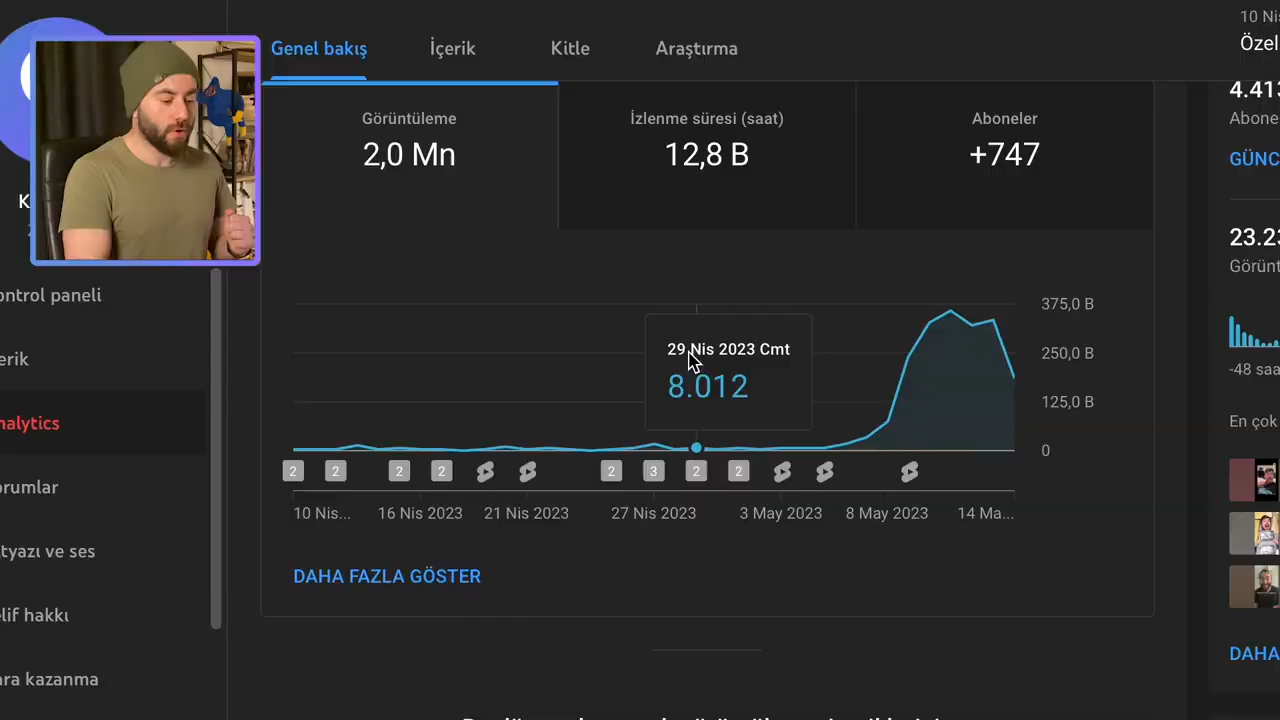 Genel bakış
İçerik
Kitle
Araştırma
10 Nis
Özel
Görüntüleme
2,0 Mn
İzlenme süresi (saat)
12,8 B
Aboneler
+747
4.413
Abone
GÜNC
K
ontrol paneli
erik
nalytics
orumlar
tyazı ve ses
lif hakkı
ara kazanma
29 Nis 2023 Cmt
8.012
375,0 B
250,0 B
125,0 B
0
2 2 2 2 2 3 2 2
10 Nis... 16 Nis 2023 21 Nis 2023 27 Nis 2023 3 May 2023 8 May 2023 14 Ma...
DAHA FAZLA GÖSTER
23.23
Görünt
-48 saa
En çok
DAHA